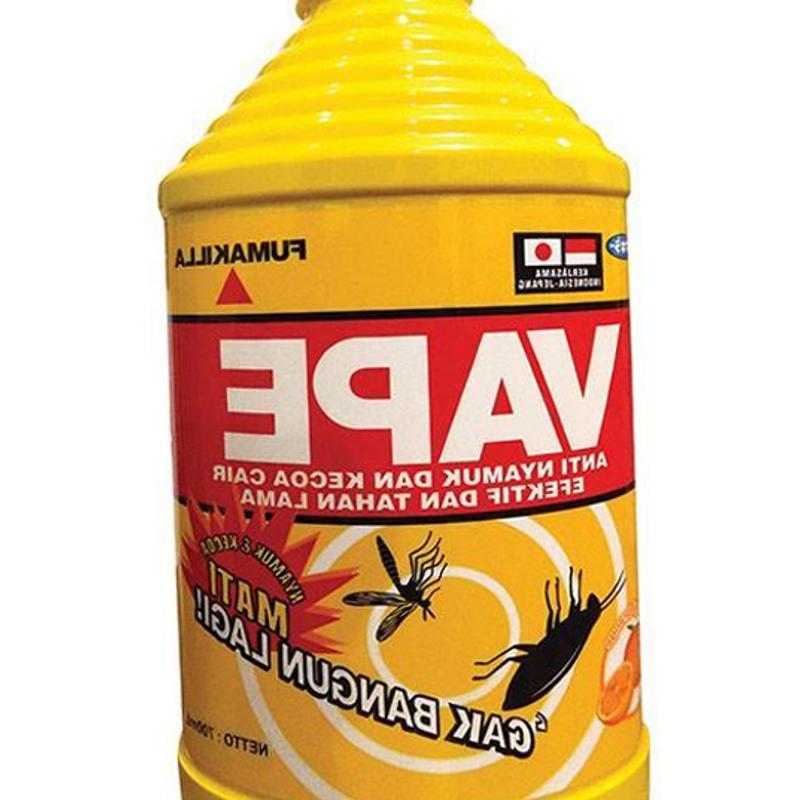 FUMAKILLA
KERJASAMA
INDONESIA-JEPANG
VAPE
ANTI NYAMUK DAN KECOA CAIR
EFEKTIF DAN TAHAN LAMA
NYAMUK & KECOA
MATI
GAK BANGUN LAGI!
NETTO : 700mL